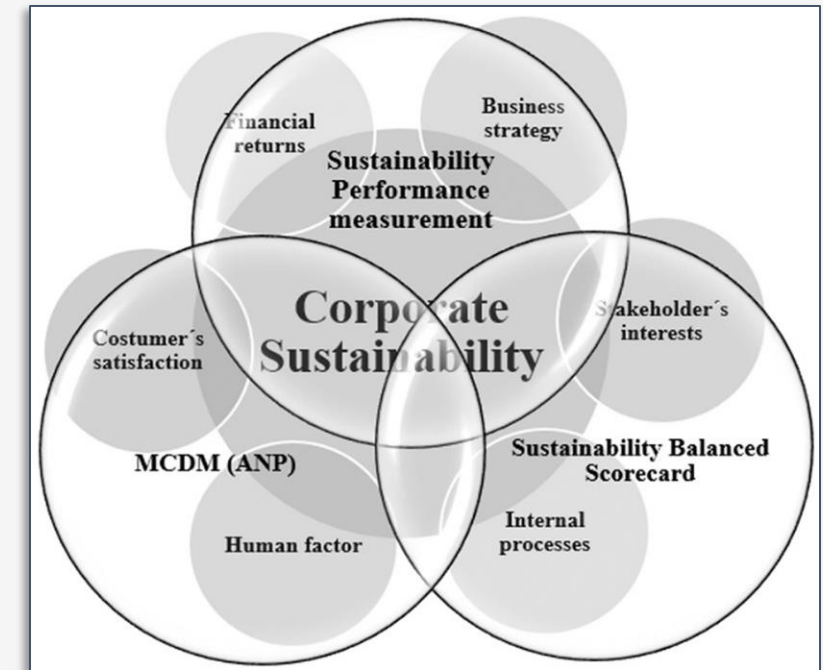 Financial
returns
Business
strategy
Sustainability
Performance
measurement
Corporate
Sustainability
Costumer´s
satisfaction
Stakeholder´s
interests
MCDM (ANP)
Sustainability Balanced
Scorecard
Human factor
Internal
processes